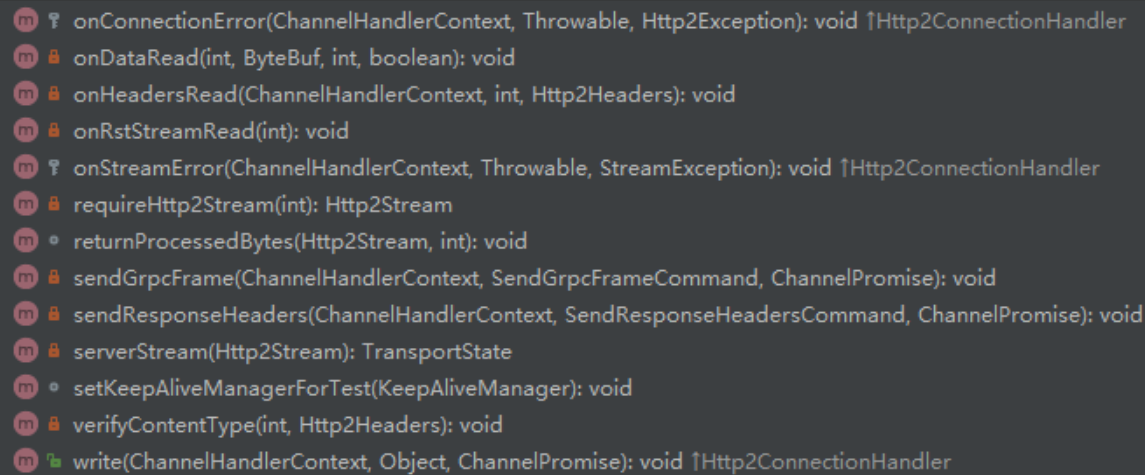 m onConnectionError(ChannelHandlerContext, Throwable, Http2Exception): void ↑Http2ConnectionHandler
m onDataRead(int, ByteBuf, int, boolean): void
m onHeadersRead(ChannelHandlerContext, int, Http2Headers): void
m onRstStreamRead(int): void
m onStreamError(ChannelHandlerContext, Throwable, StreamException): void ↑Http2ConnectionHandler
m requireHttp2Stream(int): Http2Stream
m returnProcessedBytes(Http2Stream, int): void
m sendGrpcFrame(ChannelHandlerContext, SendGrpcFrameCommand, ChannelPromise): void
m sendResponseHeaders(ChannelHandlerContext, SendResponseHeadersCommand, ChannelPromise): void
m serverStream(Http2Stream): TransportState
m setKeepAliveManagerForTest(KeepAliveManager): void
m verifyContentType(int, Http2Headers): void
m write(ChannelHandlerContext, Object, ChannelPromise): void ↑Http2ConnectionHandler